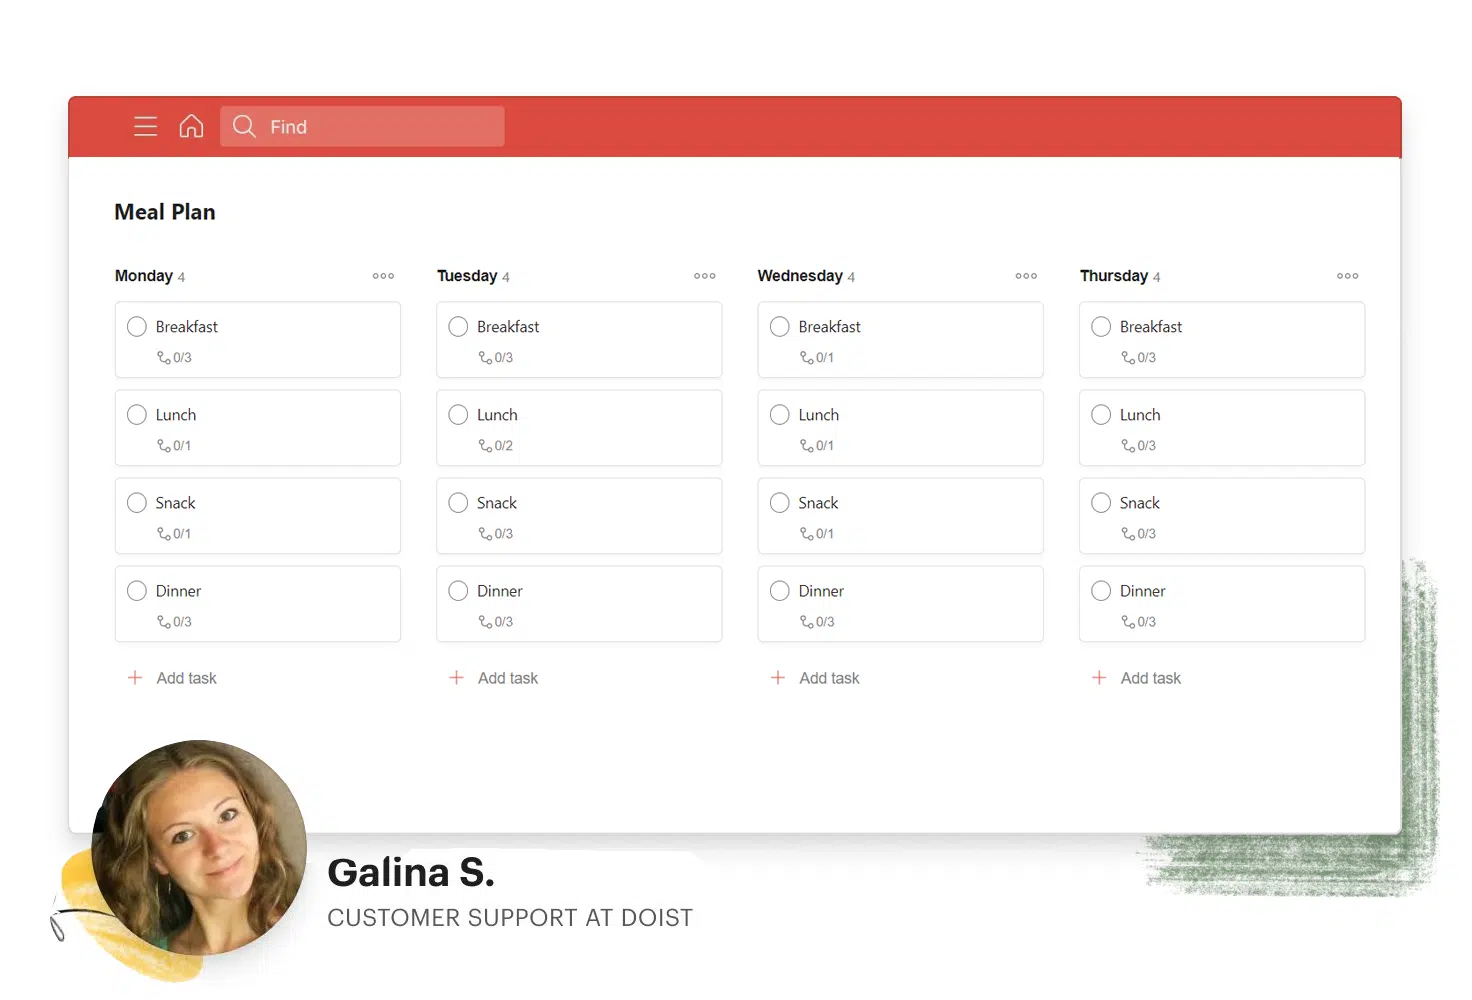 Find
Meal Plan
Monday 4
Breakfast
0/3
Lunch
0/1
Snack
0/1
Dinner
0/3
Add task
Tuesday 4
Breakfast
0/3
Lunch
0/2
Snack
0/3
Dinner
0/3
Add task
Wednesday 4
Breakfast
0/1
Lunch
0/1
Snack
0/1
Dinner
0/3
Add task
Thursday 4
Breakfast
0/3
Lunch
0/3
Snack
0/3
Dinner
0/3
Add task
Galina S.
CUSTOMER SUPPORT AT DOIST